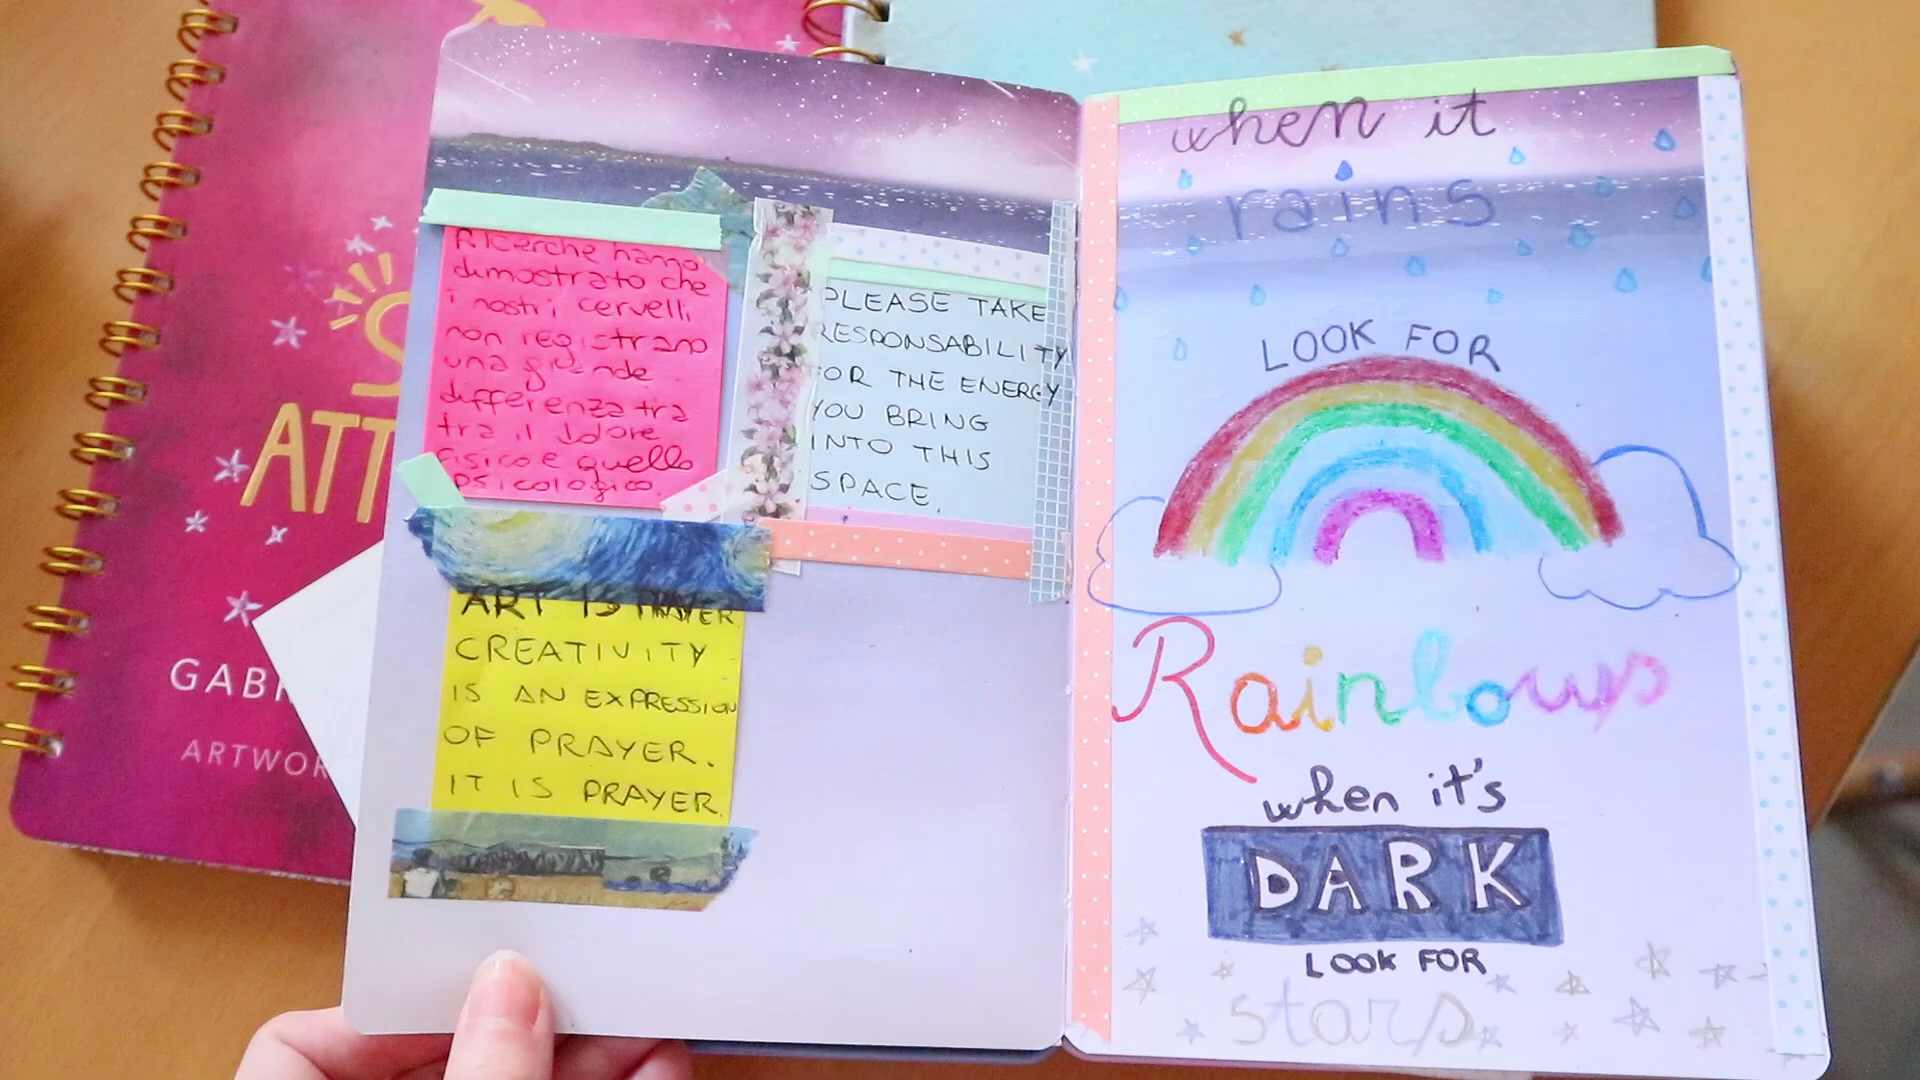 Ricerche hanno
dimostrato che
i nostri cervelli
non registrano
una grande
differenza tra
tra il dolore
fisico e quello
psicologico.
PLEASE TAKE
RESPONSABILITY
FOR THE ENERGY
YOU BRING
INTO THIS
SPACE.
ART IS PRAYER.
CREATIVITY
IS AN EXPRESSION
OF PRAYER.
IT IS PRAYER.
when it
rains
LOOK FOR
Rainbows
when it's
DARK
LOOK FOR
stars
S
ATT
GAB
ARTWOR